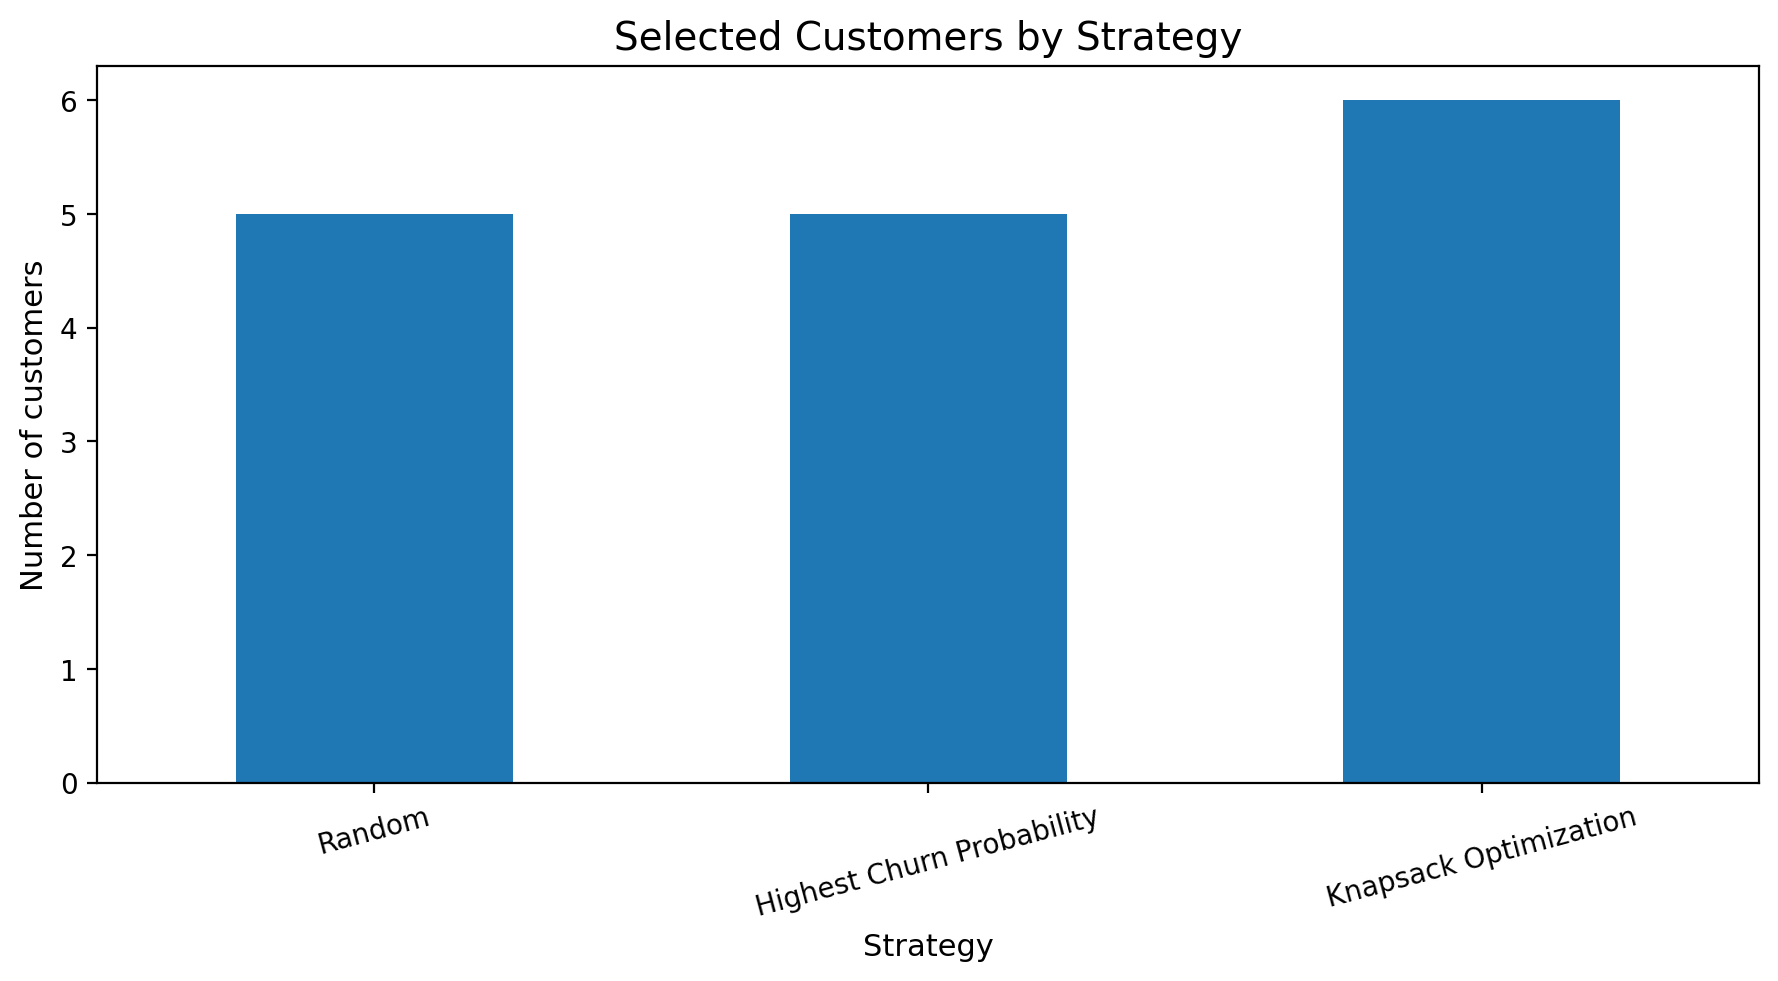 Selected Customers by Strategy
Number of customers
6
5
4
3
2
1
0
Random
Highest Churn Probability
Knapsack Optimization
Strategy